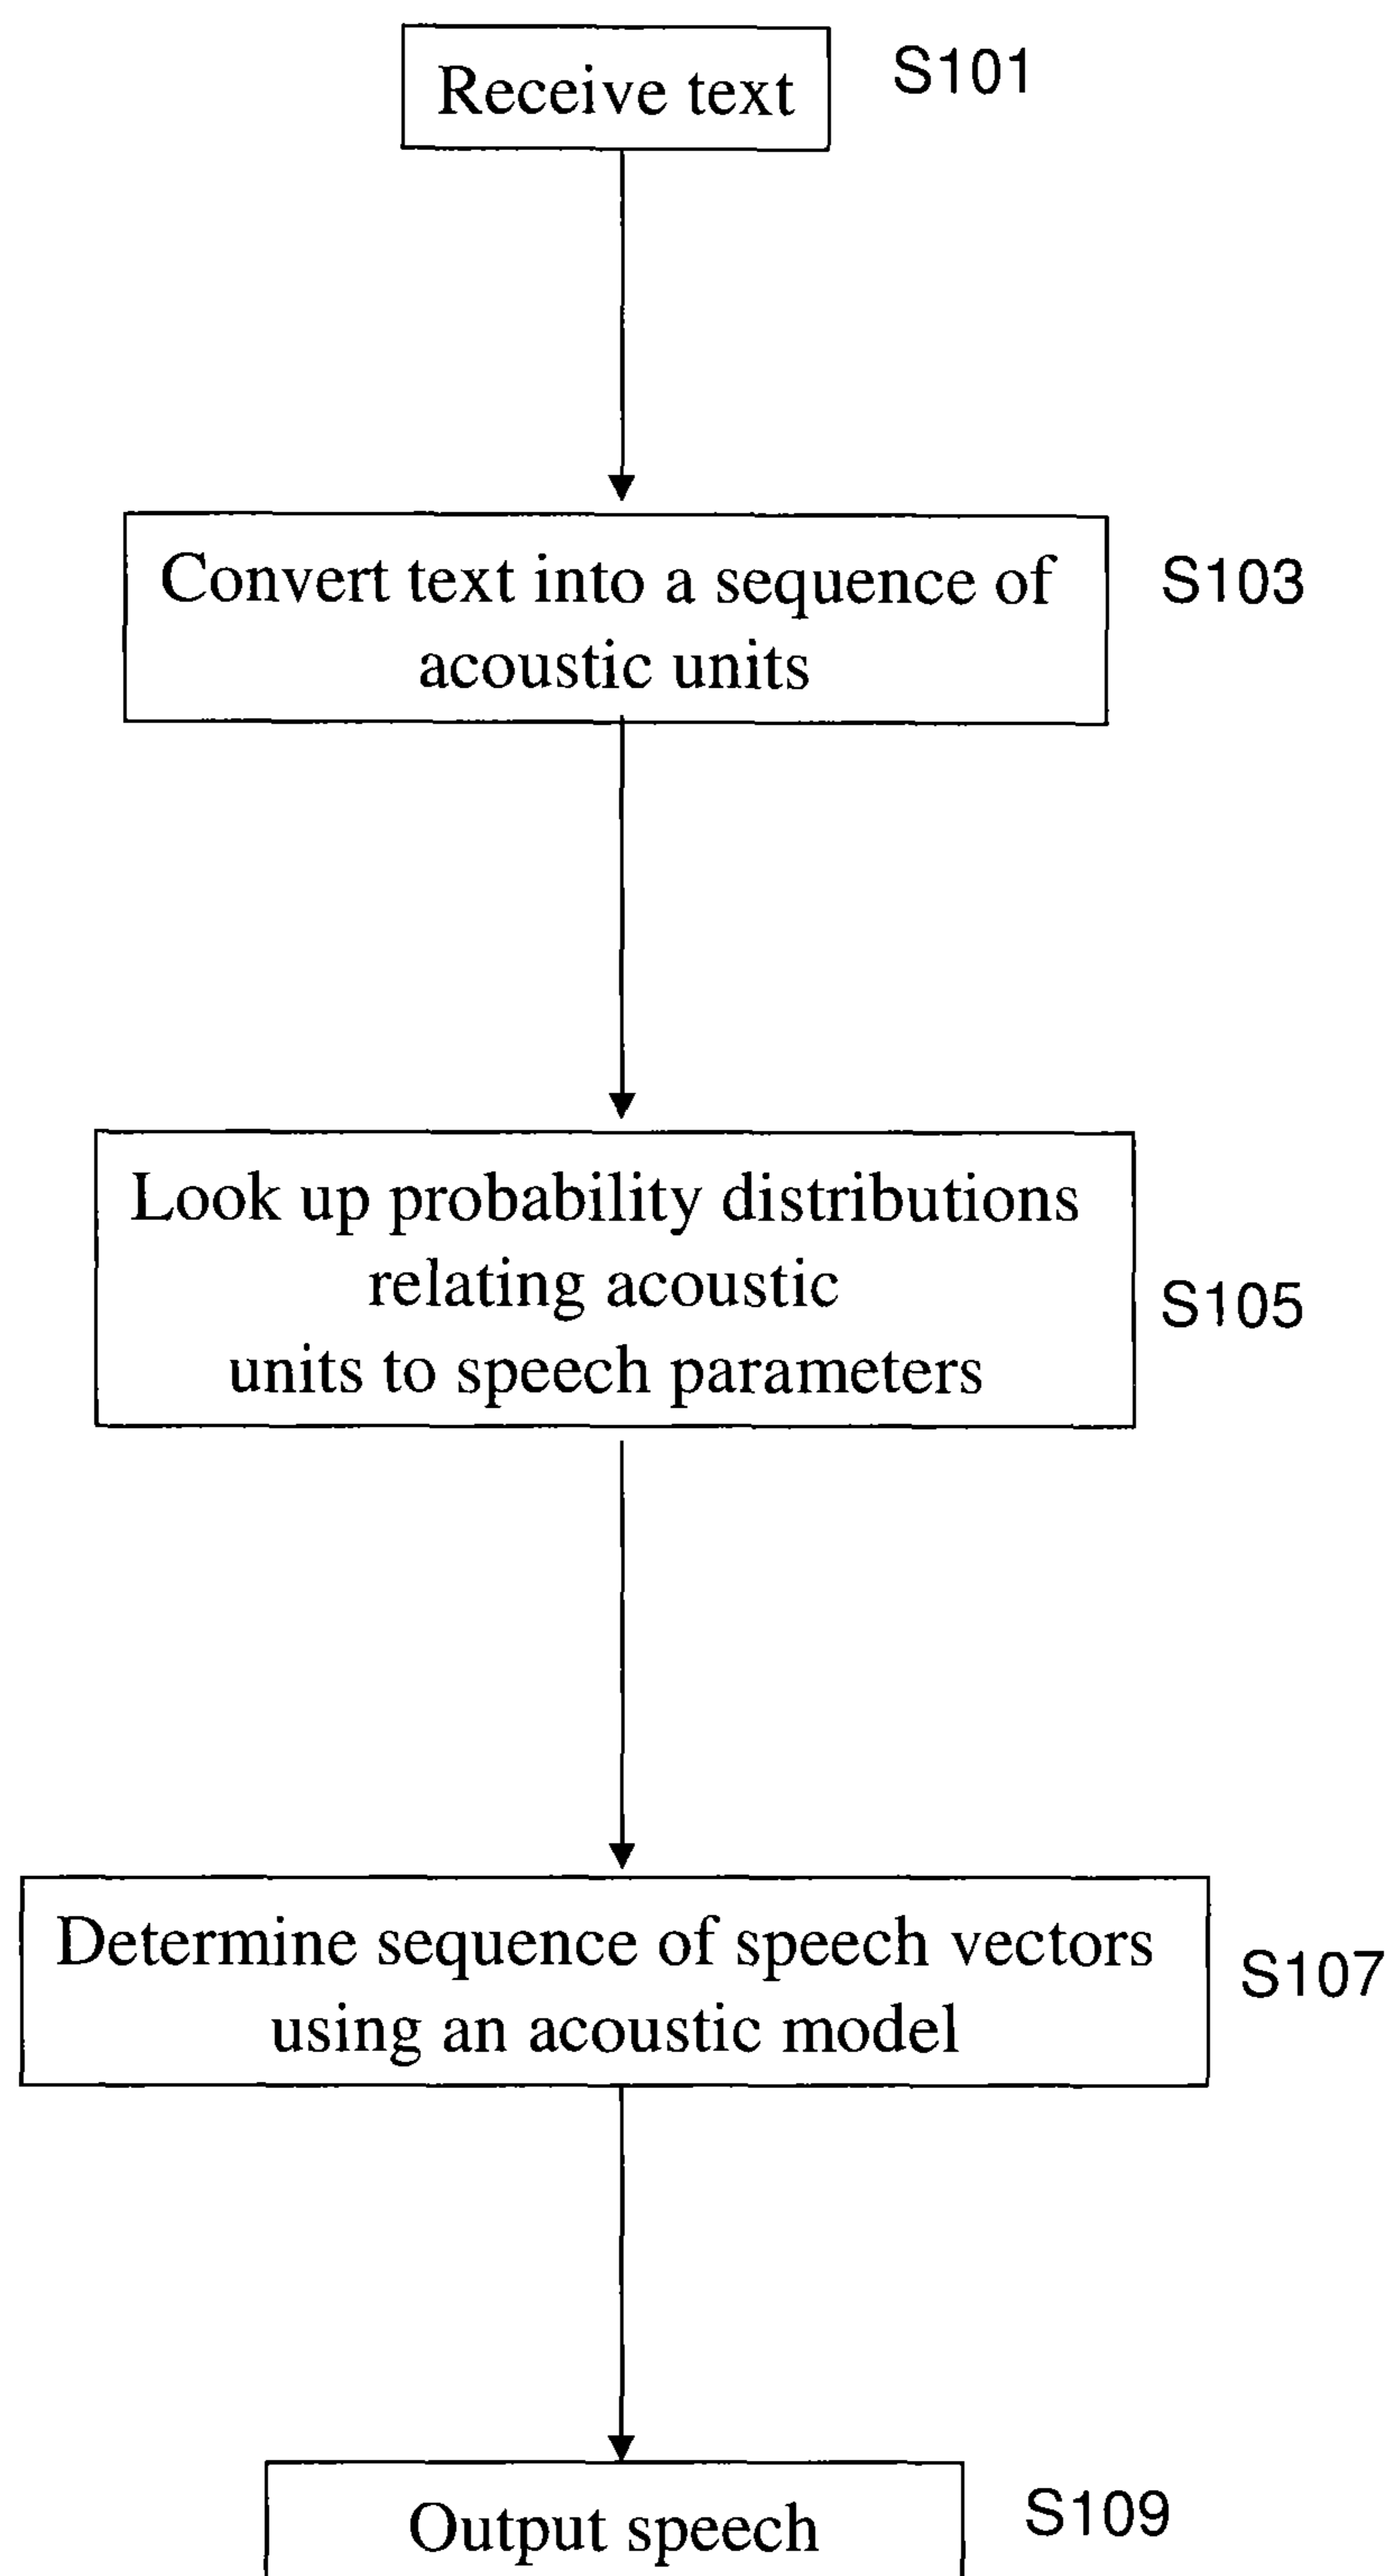 Receive text
S101
Convert text into a sequence of
acoustic units
S103
Look up probability distributions
relating acoustic
units to speech parameters
S105
Determine sequence of speech vectors
using an acoustic model
S107
Output speech
S109